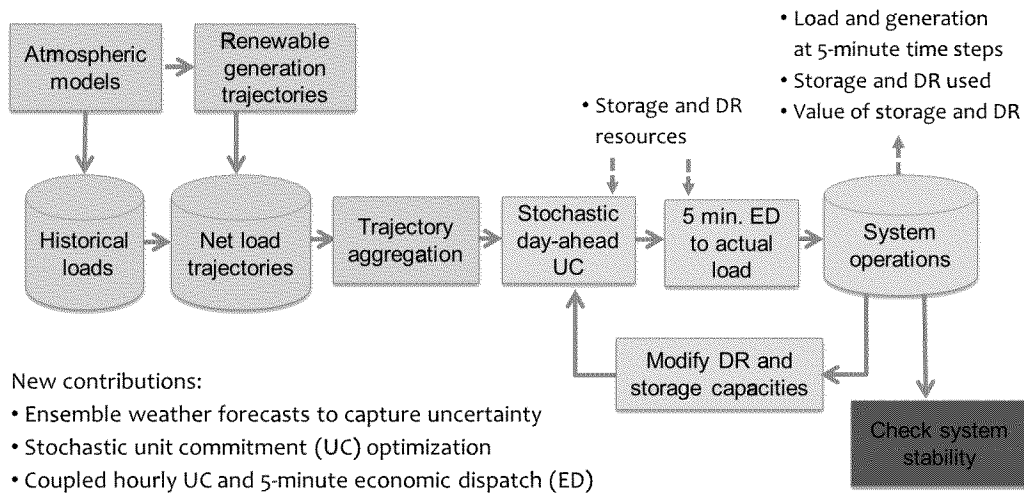 Atmospheric
models
Renewable
generation
trajectories
• Load and generation
at 5-minute time steps
• Storage and DR used
• Value of storage and DR
• Storage and DR
resources
Historical
loads
Net load
trajectories
Trajectory
aggregation
Stochastic
day-ahead
UC
5 min. ED
to actual
load
System
operations
Modify DR and
storage capacities
Check system
stability
New contributions:
• Ensemble weather forecasts to capture uncertainty
• Stochastic unit commitment (UC) optimization
• Coupled hourly UC and 5-minute economic dispatch (ED)